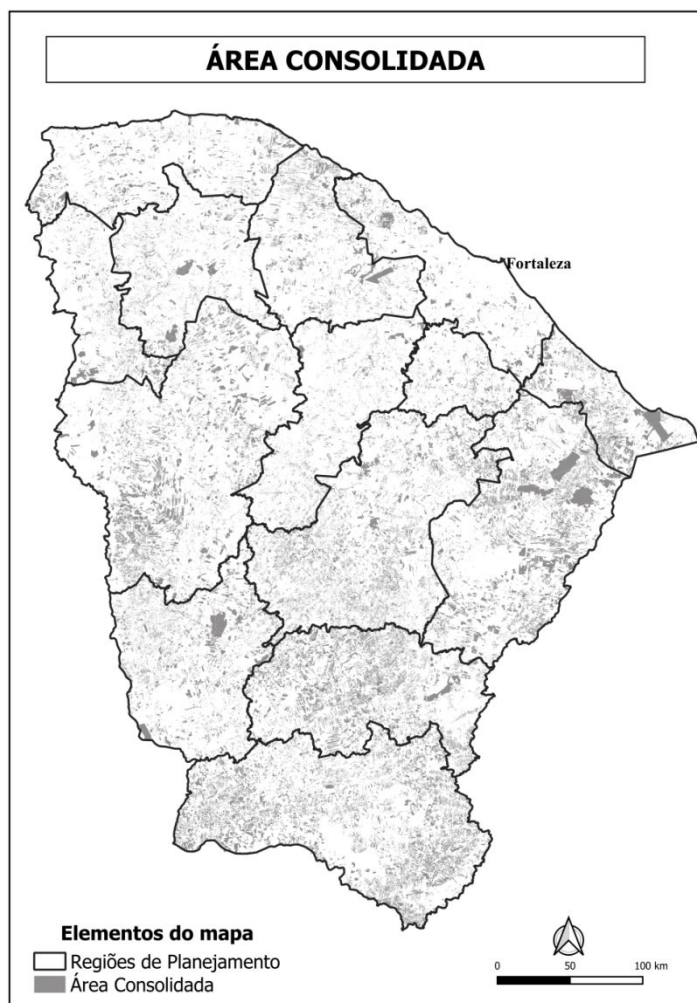 ÁREA CONSOLIDADA
Fortaleza
Elementos do mapa
Regiões de Planejamento
Área Consolidada
0 50 100 km